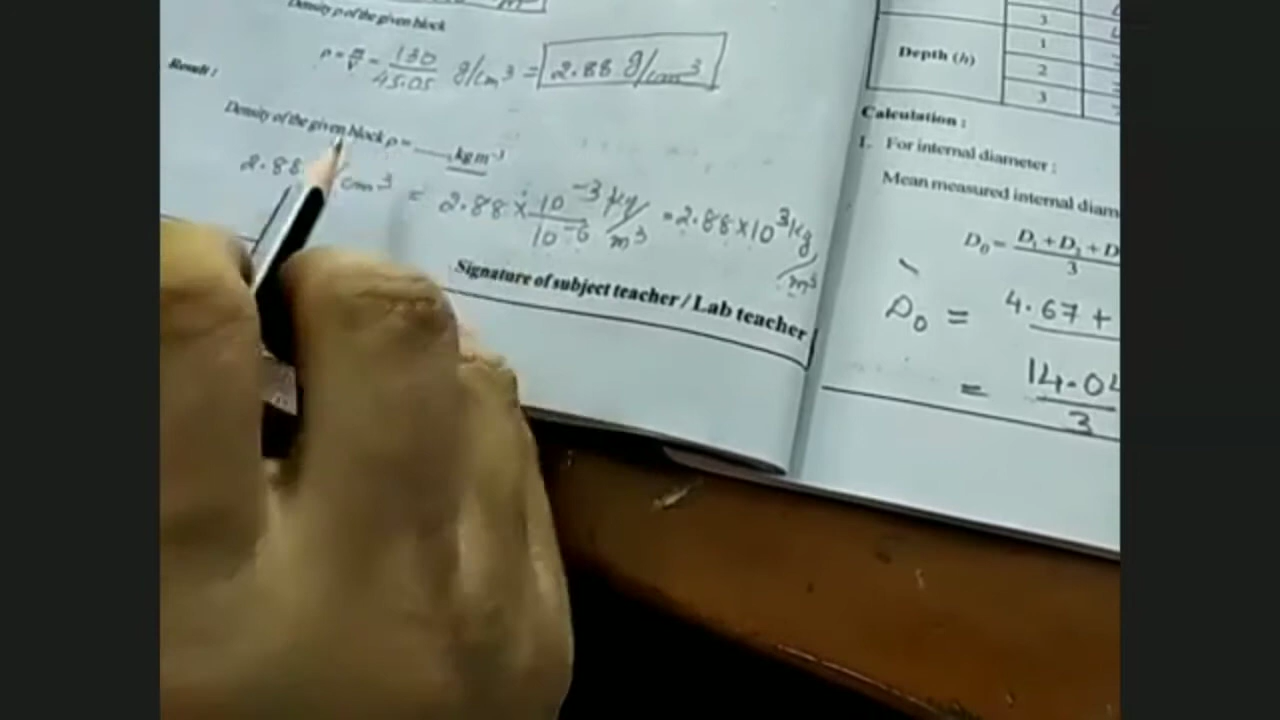 Density ρ of the given block
ρ = m/V = 130/45.05 g/cm³ = 2.88 g/cm³
Result :
Density of the given block ρ = ____ kg m⁻³
2.88 cm³ = 2.88 × 10⁻³ kg/10⁻⁶ m³ = 2.88 × 10³ kg/m³
Signature of subject teacher / Lab teacher
3
Depth (h) 1
2
3
Calculation :
1. For internal diameter :
Mean measured internal diam
D₀ = D₁ + D₂ + D/3
D₀ = 4.67 +
= 14.04/3